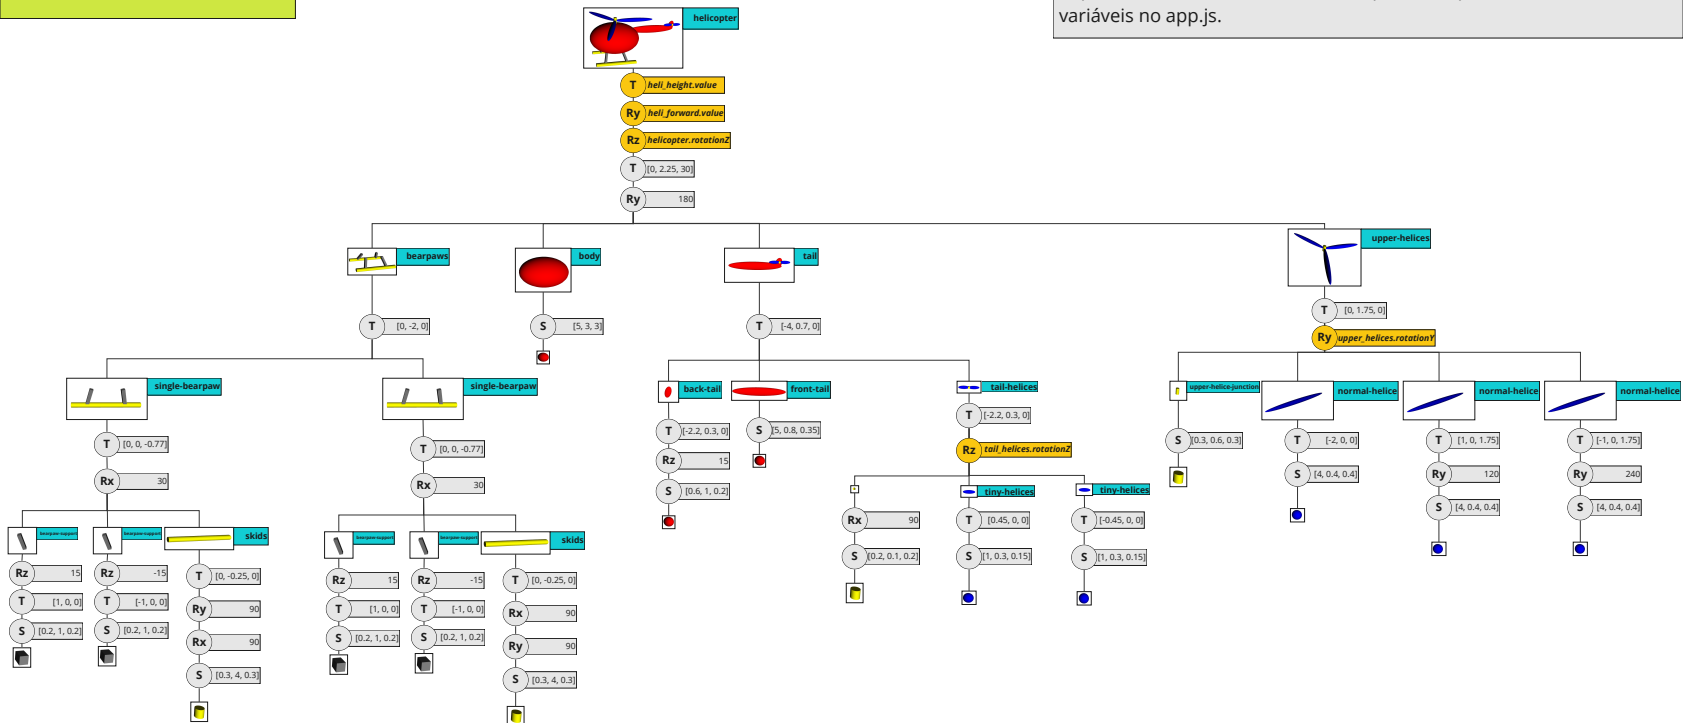 variáveis no app.js.
helicopter
T heli_height.value
Ry heli_forward.value
Rz helicopter.rotationZ
T [0, 2.25, 30]
Ry 180
bearpaws
body
tail
upper-helices
T [0, -2, 0]
S [5, 3, 3]
T [-4, 0.7, 0]
T [0, 1.75, 0]
Ry upper_helices.rotationY
single-bearpaw
single-bearpaw
back-tail
front-tail
tail-helices
upper-helice-junction
normal-helice
normal-helice
normal-helice
T [0, 0, -0.77]
Rx 30
T [0, 0, -0.77]
Rx 30
T [-2.2, 0.3, 0]
Rz 15
S [0.6, 1, 0.2]
S [5, 0.8, 0.35]
T [-2.2, 0.3, 0]
Rz tail_helices.rotationZ
S [0.3, 0.6, 0.3]
T [-2, 0, 0]
S [4, 0.4, 0.4]
T [1, 0, 1.75]
Ry 120
S [4, 0.4, 0.4]
T [-1, 0, 1.75]
Ry 240
S [4, 0.4, 0.4]
tiny-helices
tiny-helices
Rx 90
S [0.2, 0.1, 0.2]
T [0.45, 0, 0]
S [1, 0.3, 0.15]
T [-0.45, 0, 0]
S [1, 0.3, 0.15]
bearpaw-support
bearpaw-support
skids
bearpaw-support
bearpaw-support
skids
Rz 15
T [1, 0, 0]
S [0.2, 1, 0.2]
Rz -15
T [-1, 0, 0]
S [0.2, 1, 0.2]
T [0, -0.25, 0]
Ry 90
Rx 90
S [0.3, 4, 0.3]
Rz 15
T [1, 0, 0]
S [0.2, 1, 0.2]
Rz -15
T [-1, 0, 0]
S [0.2, 1, 0.2]
T [0, -0.25, 0]
Rx 90
Ry 90
S [0.3, 4, 0.3]